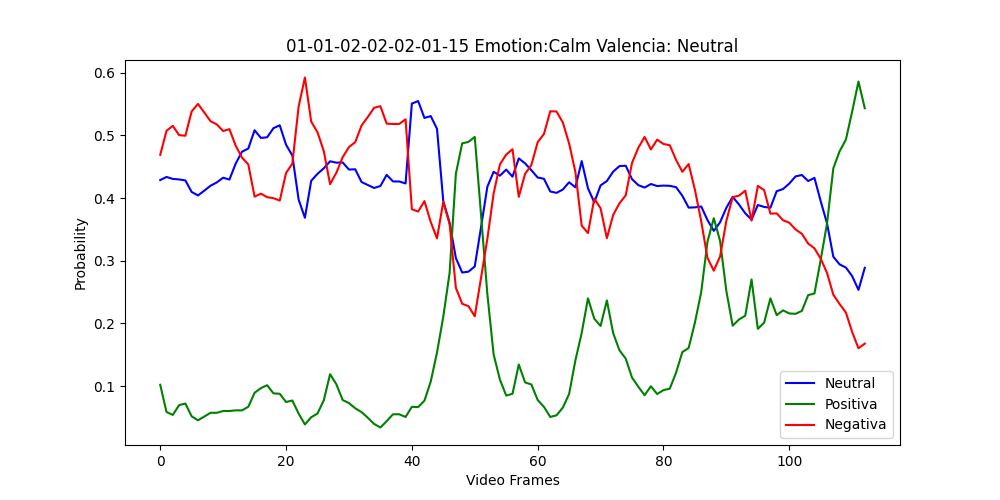 01-01-02-02-02-01-15 Emotion:Calm Valencia: Neutral
0.6
0.5
0.4
0.3
0.2
0.1
Probability
0 20 40 60 80 100
Video Frames
Neutral
Positiva
Negativa